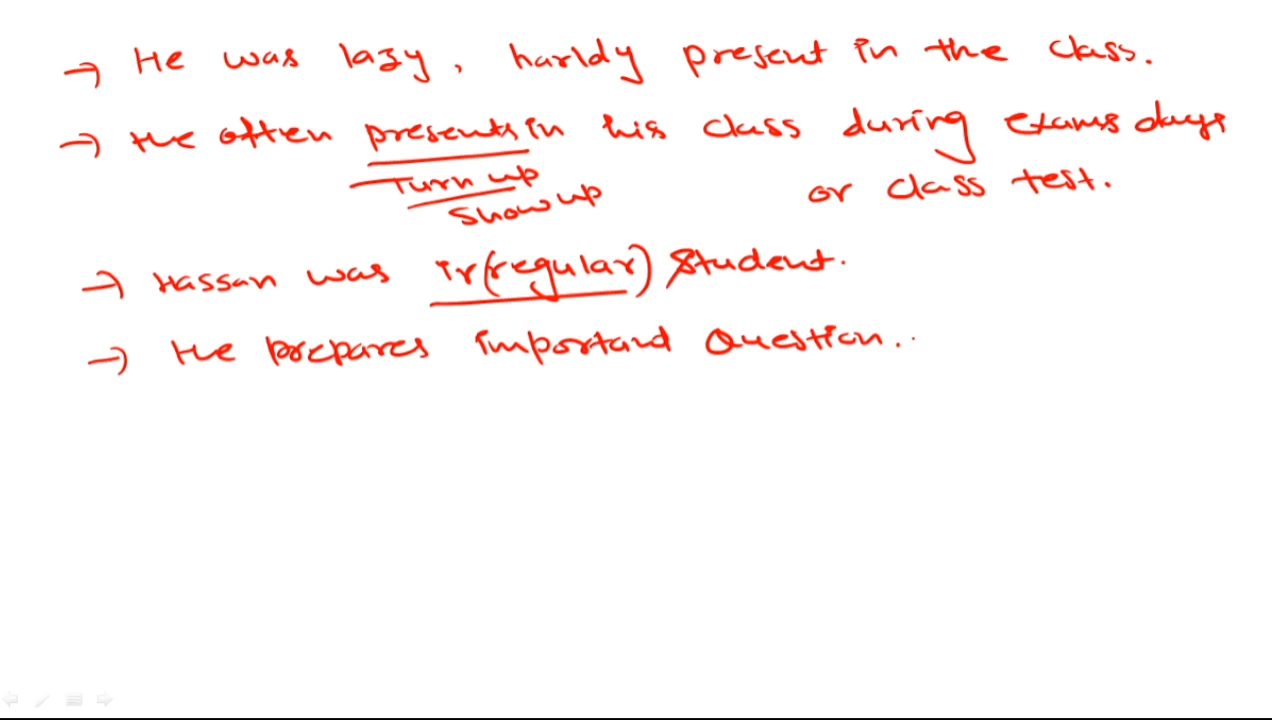 → He was lazy, harldy present in the class.
→ He often presents in his class during exams days
Turn up
Show up
or class test.
→ Hassan was ir(regular) student.
→ He prepares important Question..